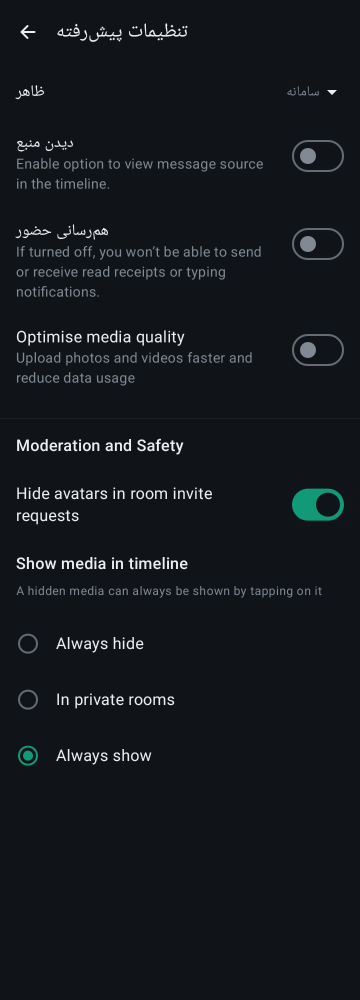 تنظیمات پیش‌رفته
ظاهر
سامانه
دیدن منبع
Enable option to view message source
in the timeline.
هم‌رسانی حضور
If turned off, you won’t be able to send
or receive read receipts or typing
notifications.
Optimise media quality
Upload photos and videos faster and
reduce data usage
Moderation and Safety
Hide avatars in room invite
requests
Show media in timeline
A hidden media can always be shown by tapping on it
Always hide
In private rooms
Always show